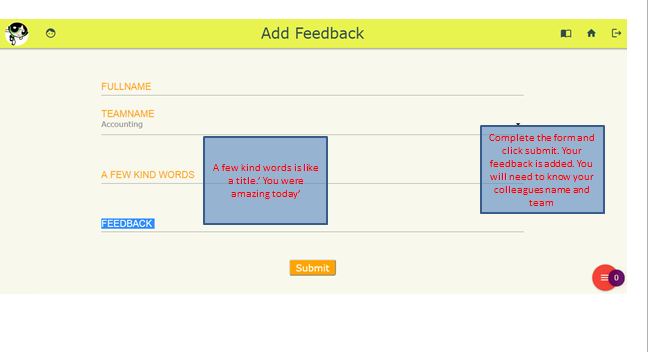 Add Feedback
FULLNAME
TEAMNAME
Accounting
A FEW KIND WORDS
A few kind words is like
a title.' You were
amazing today'
Complete the form and
click submit. Your
feedback is added. You
will need to know your
colleagues name and
team
FEEDBACK
Submit
0